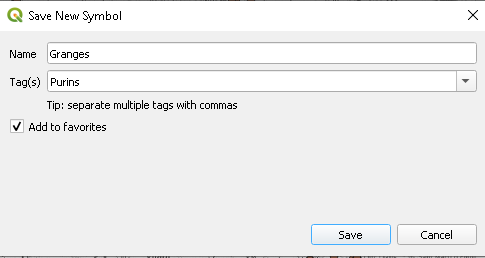 Save New Symbol
Name Granges
Tag(s) Purins
Tip: separate multiple tags with commas
Add to favorites
Save Cancel